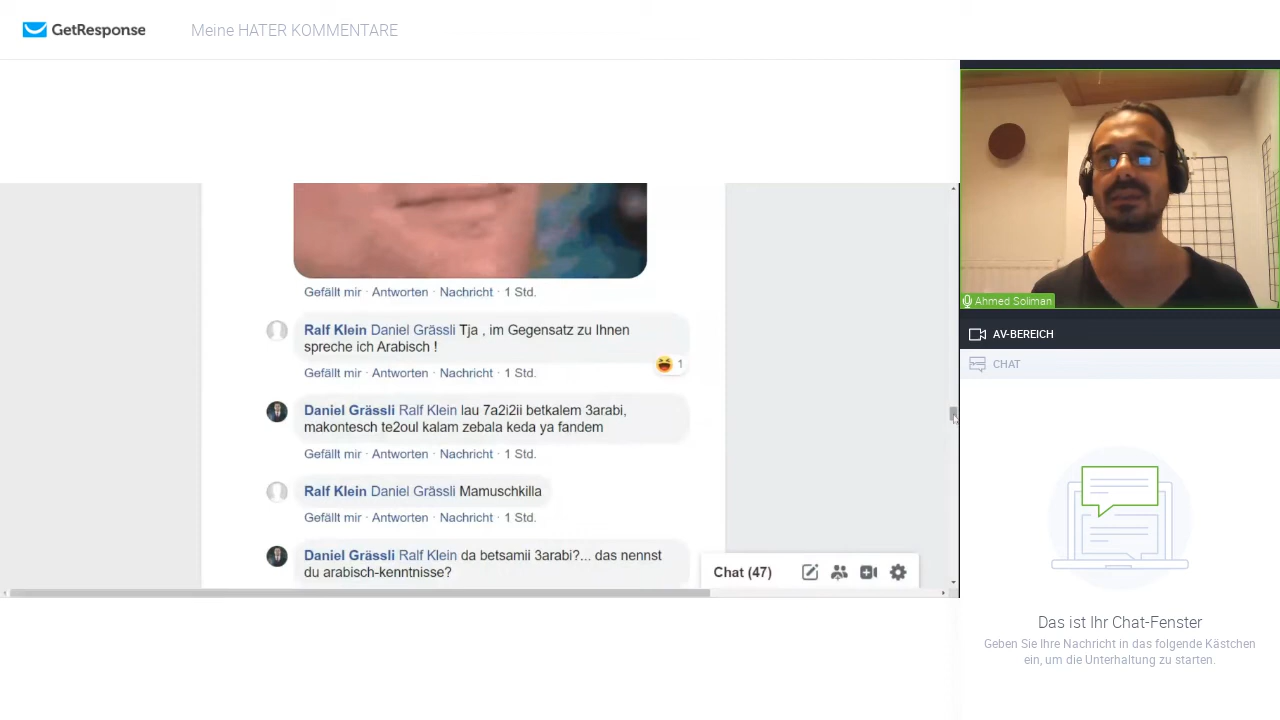 GetResponse
Meine HATER KOMMENTARE
Gefällt mir · Antworten · Nachricht · 1 Std.
Ralf Klein Daniel Grässli Tja , im Gegensatz zu Ihnen
spreche ich Arabisch !
1
Gefällt mir · Antworten · Nachricht · 1 Std.
Daniel Grässli Ralf Klein lau 7a2i2ii betkalem 3arabi,
makontesch te2oul kalam zebala keda ya fandem
Gefällt mir · Antworten · Nachricht · 1 Std.
Ralf Klein Daniel Grässli Mamuschkilla
Gefällt mir · Antworten · Nachricht · 1 Std.
Daniel Grässli Ralf Klein da betsamii 3arabi?... das nennst
du arabisch-kenntnisse?
Chat (47)
Ahmed Soliman
AV-BEREICH
CHAT
Das ist Ihr Chat-Fenster
Geben Sie Ihre Nachricht in das folgende Kästchen
ein, um die Unterhaltung zu starten.